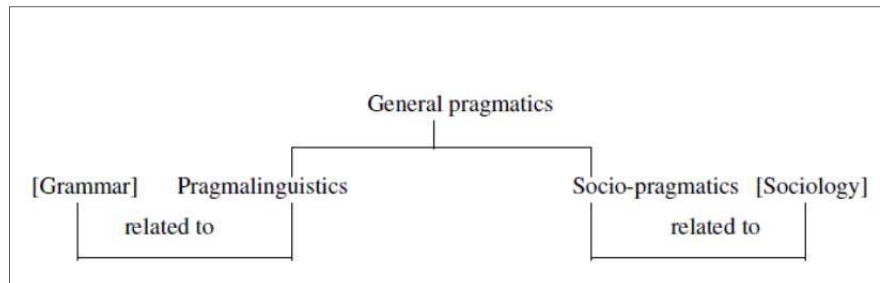 General pragmatics
[Grammar] Pragmalinguistics Socio-pragmatics [Sociology]
related to related to